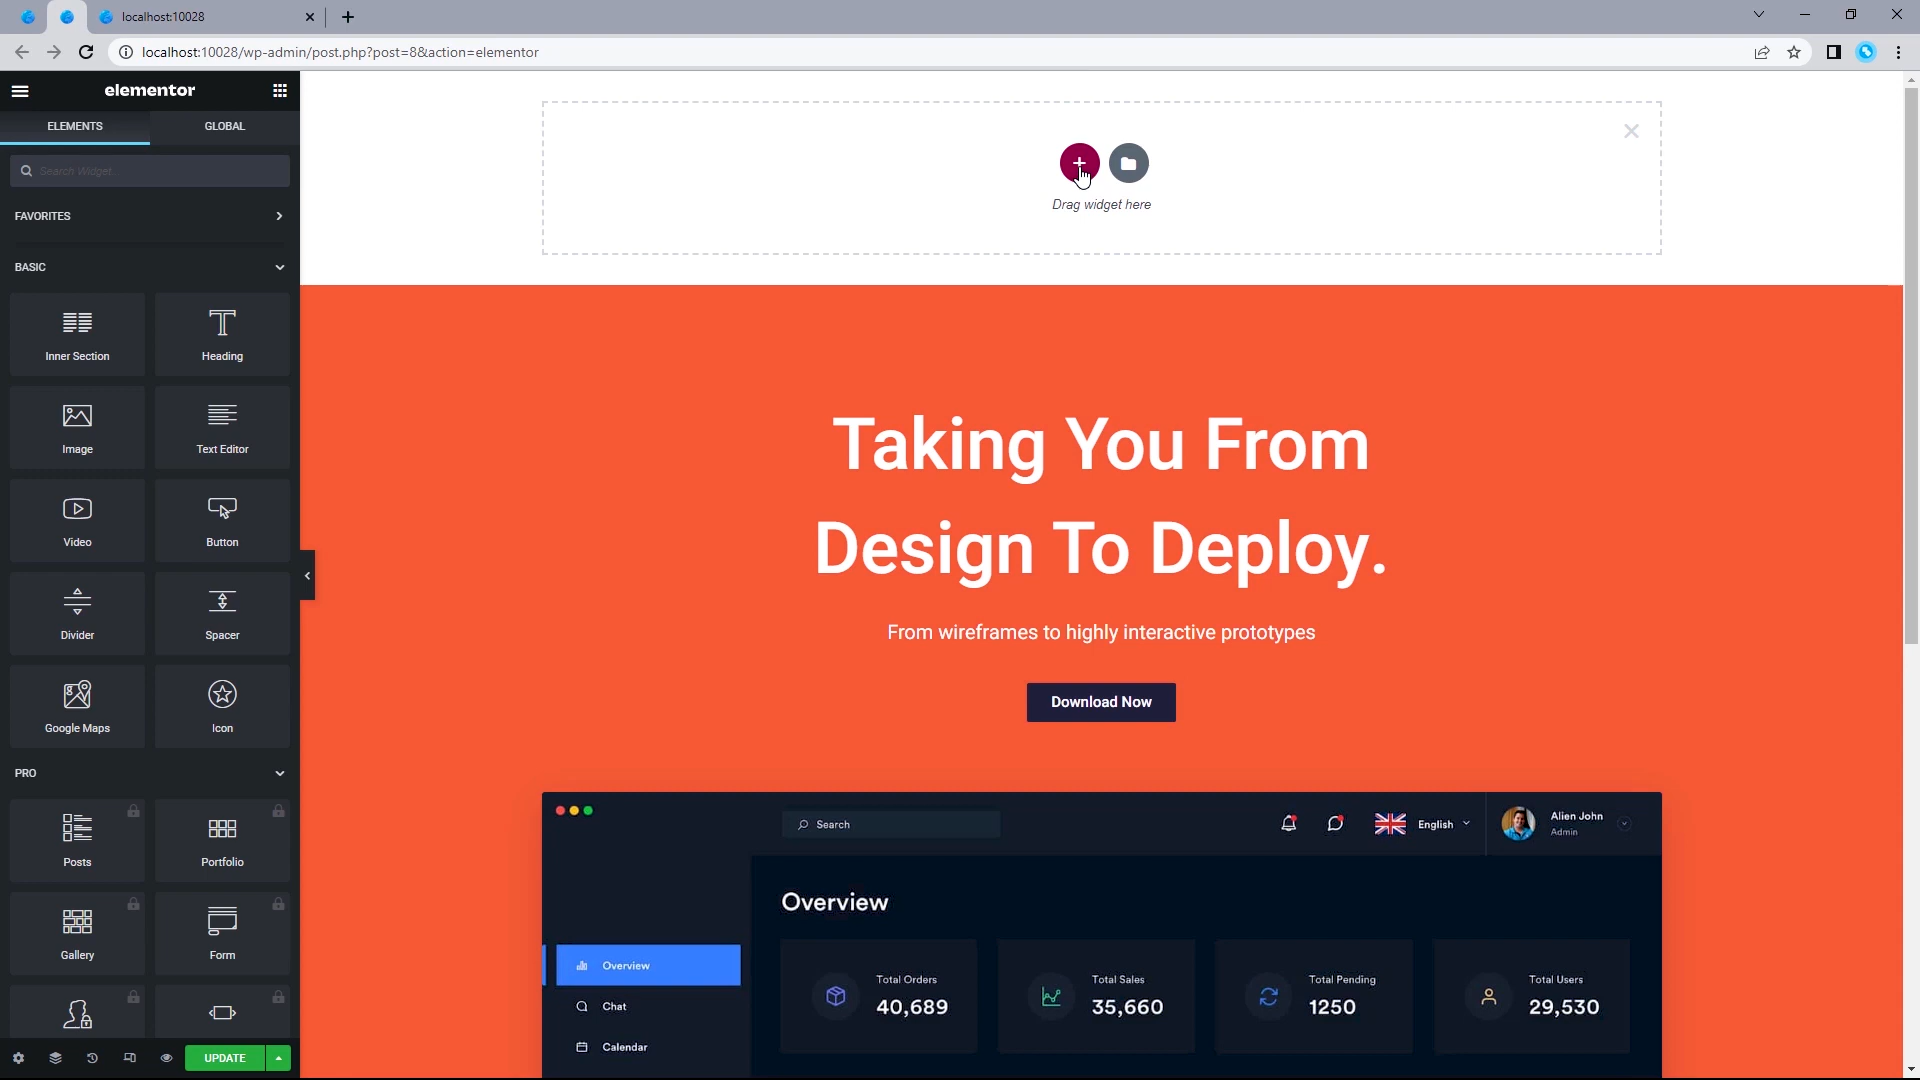 localhost:10028
localhost:10028/wp-admin/post.php?post=8&action=elementor
elementor
ELEMENTS
GLOBAL
Search Widget...
FAVORITES
BASIC
Inner Section
Heading
Image
Text Editor
Video
Button
Divider
Spacer
Google Maps
Icon
PRO
Posts
Portfolio
Gallery
Form
UPDATE
Drag widget here
Taking You From
Design To Deploy.
From wireframes to highly interactive prototypes
Download Now
Search
English
Alien John
Admin
Overview
Overview
Chat
Calendar
Total Orders
40,689
Total Sales
35,660
Total Pending
1250
Total Users
29,530